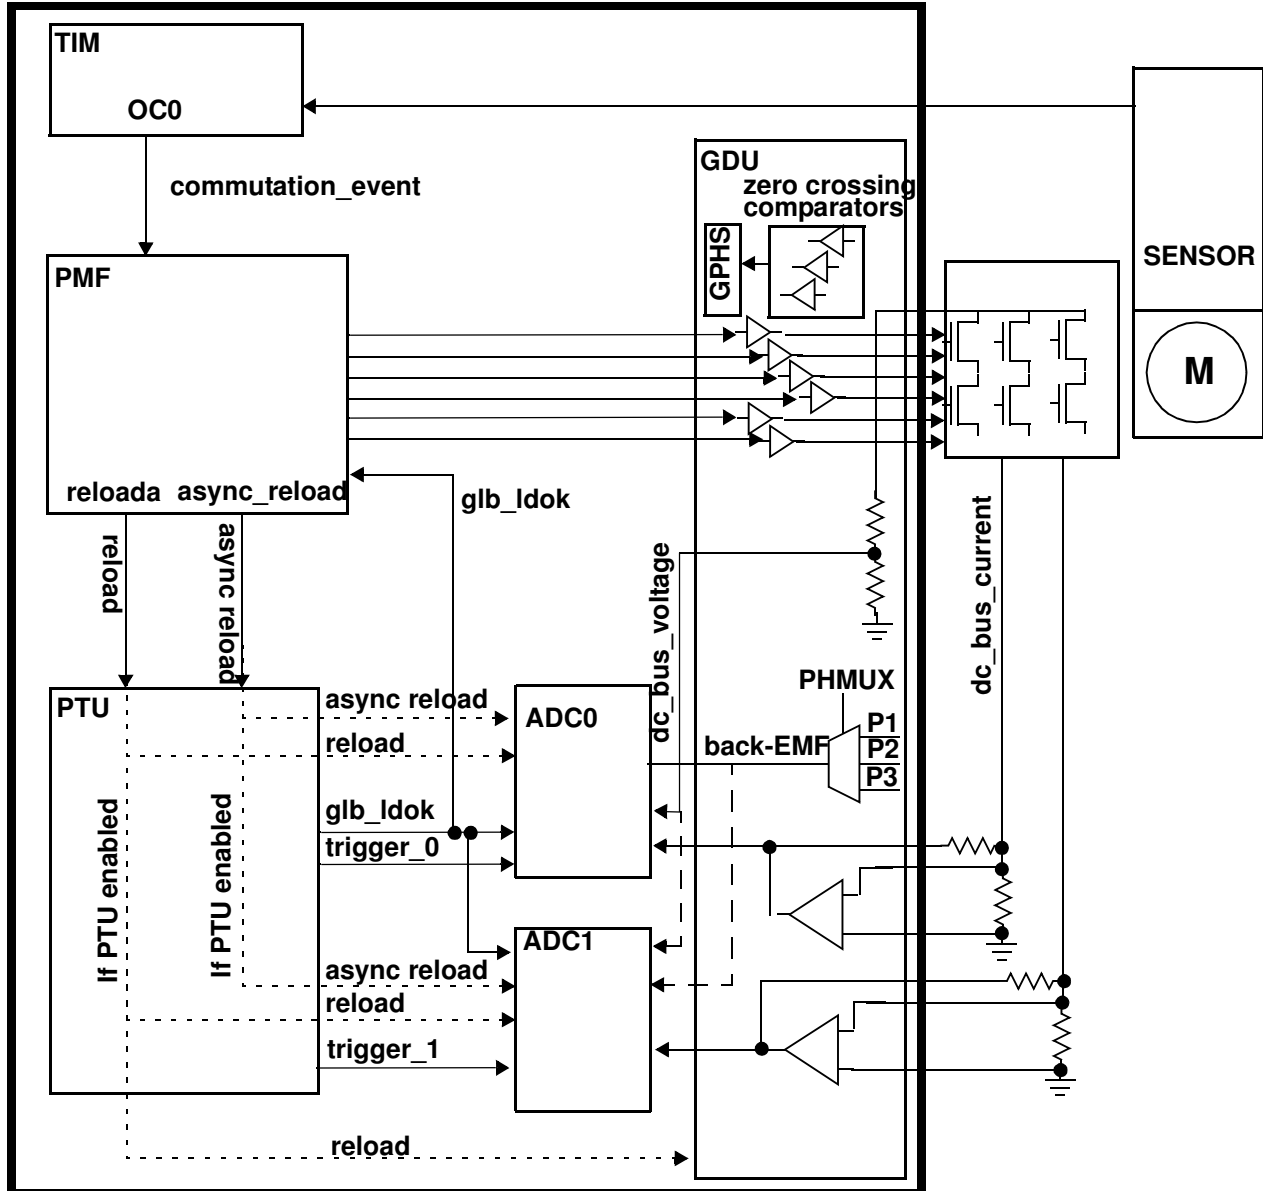 TIM
OC0
commutation_event
GDU
zero crossing
comparators
GPHS
SENSOR
M
PMF
reloada
async_reload
glb_ldok
reload
async reload
dc_bus_voltage
dc_bus_current
PHMUX
P1
P2
P3
back-EMF
PTU
async reload
reload
ADC0
glb_ldok
trigger_0
If PTU enabled
If PTU enabled
ADC1
async reload
reload
trigger_1
reload